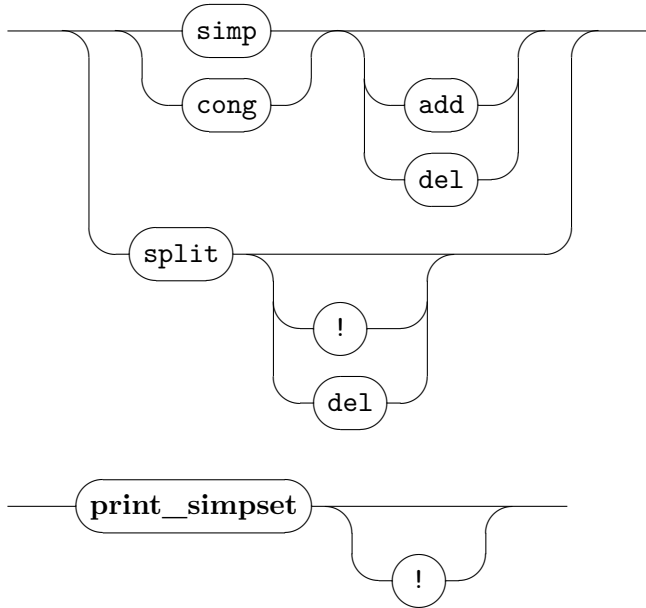 simp
cong
add
del
split
!
del
print_simpset
!